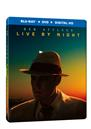 BLU-RAY + DVD + DIGITAL HD
BEN AFFLECK
LIVE BY NIGHT